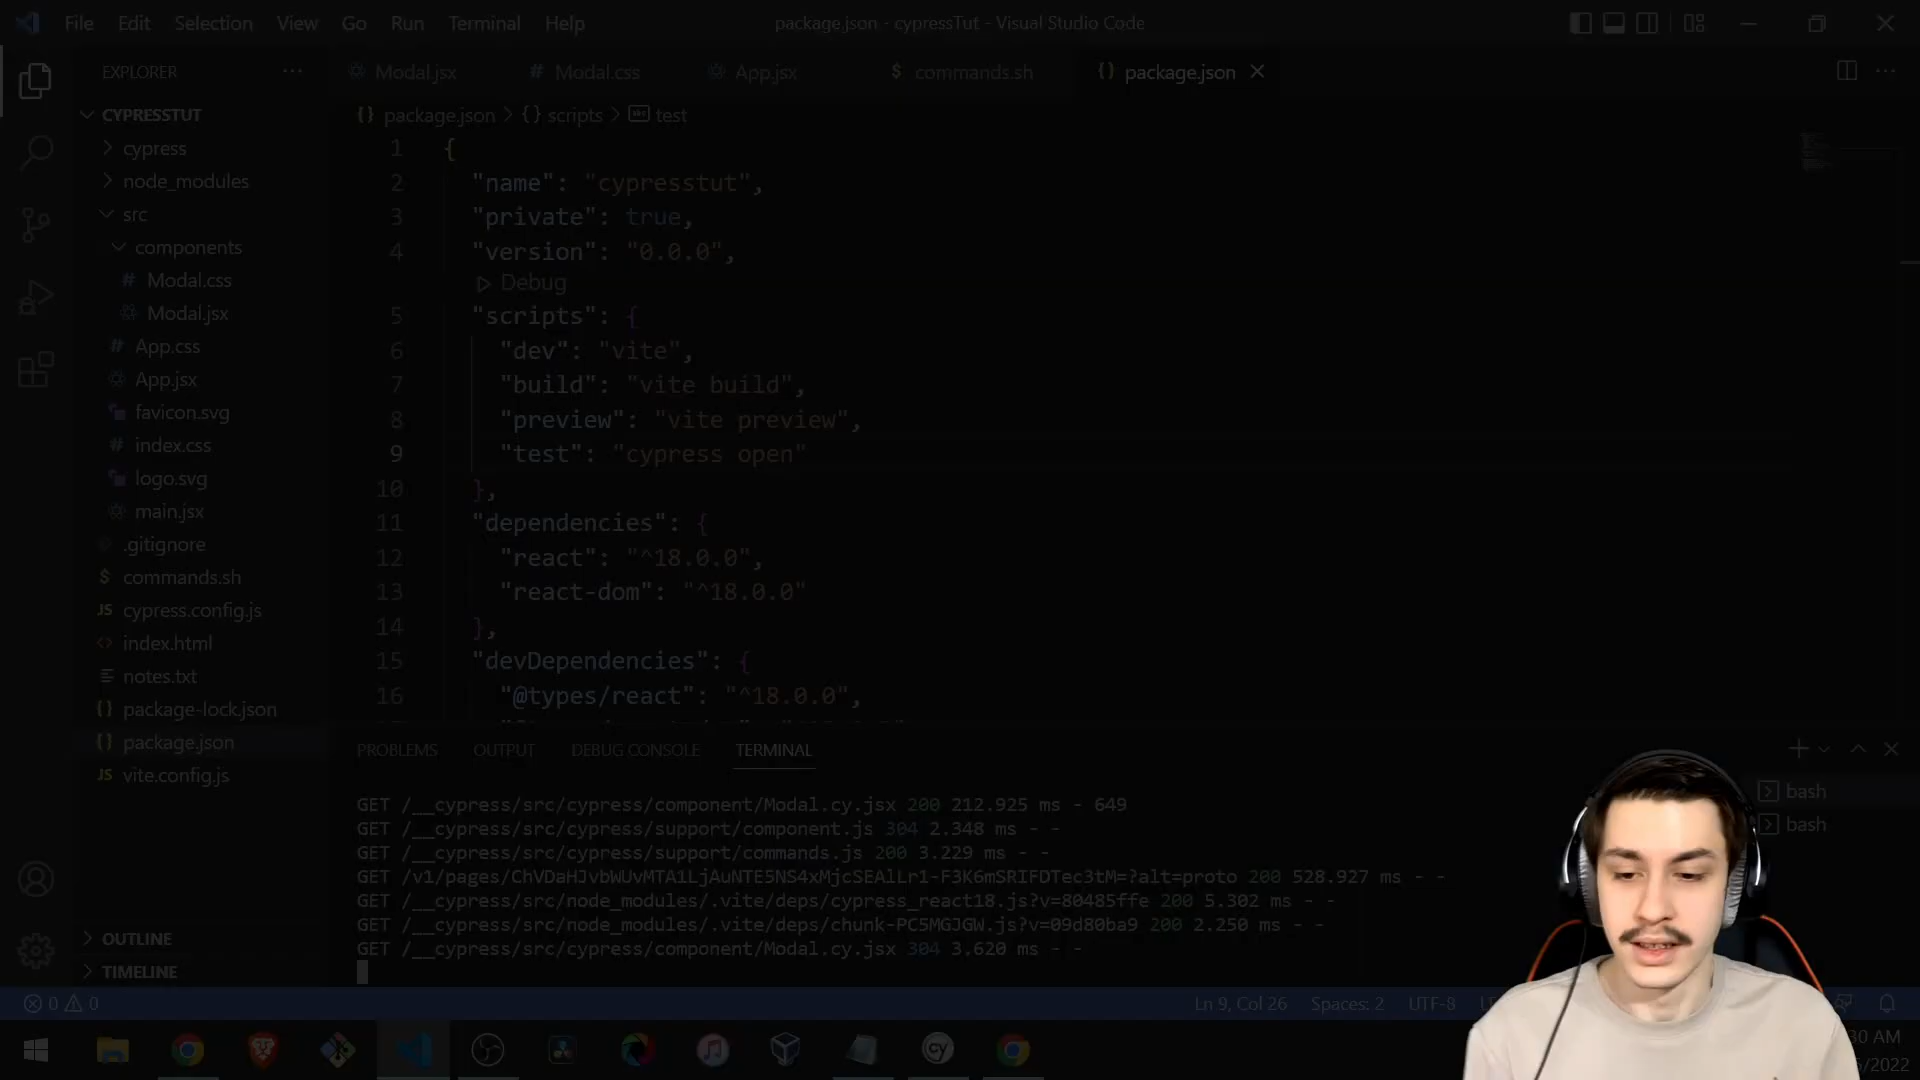 File Edit Selection View Go Run Terminal Help
package.json - cypressTut - Visual Studio Code
EXPLORER
Modal.jsx
Modal.css
App.jsx
commands.sh
package.json
CYPRESSTUT
cypress
node_modules
src
components
Modal.css
Modal.jsx
App.css
App.jsx
favicon.svg
index.css
logo.svg
main.jsx
.gitignore
commands.sh
cypress.config.js
index.html
notes.txt
package-lock.json
package.json
vite.config.js
OUTLINE
TIMELINE
package.json > {} scripts > test
1 {
2 "name": "cypresstut",
3 "private": true,
4 "version": "0.0.0",
Debug
5 "scripts": {
6 "dev": "vite",
7 "build": "vite build",
8 "preview": "vite preview",
9 "test": "cypress open"
10 },
11 "dependencies": {
12 "react": "^18.0.0",
13 "react-dom": "^18.0.0"
14 },
15 "devDependencies": {
16 "@types/react": "^18.0.0",
PROBLEMS OUTPUT DEBUG CONSOLE TERMINAL
GET /__cypress/src/cypress/component/Modal.cy.jsx 200 212.925 ms - 649
GET /__cypress/src/cypress/support/component.js 304 2.348 ms - -
GET /__cypress/src/cypress/support/commands.js 200 3.229 ms - -
GET /v1/pages/ChVDaHJvbWUvMTA1LjAuNTE5NS4xMjcSEAlLr1-F3K6mSRIFDTec3tM=?alt=proto 200 528.927 ms - -
GET /__cypress/src/node_modules/.vite/deps/cypress_react18.js?v=80485ffe 200 5.302 ms - -
GET /__cypress/src/node_modules/.vite/deps/chunk-PC5MGJGW.js?v=09d80ba9 200 2.250 ms - -
GET /__cypress/src/cypress/component/Modal.cy.jsx 304 3.620 ms - -
bash
bash
0 0
Ln 9, Col 26 Spaces: 2 UTF-8
30 AM
/2022